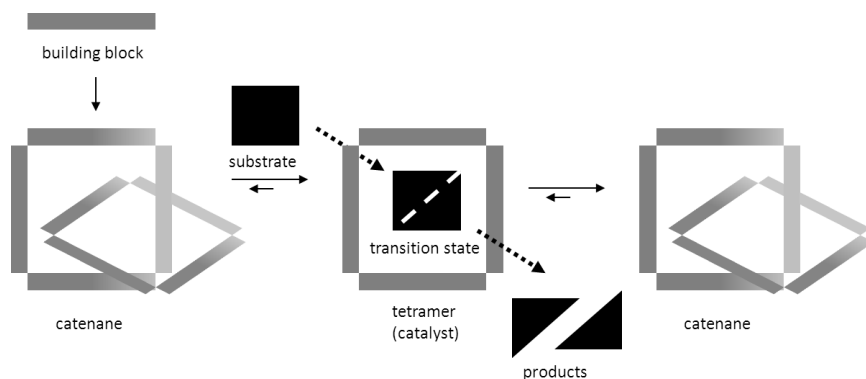 building block
substrate
transition state
catenane
tetramer
(catalyst)
catenane
products